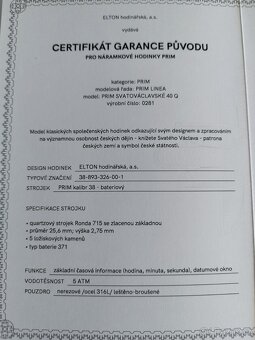 ELTON hodinářská, a.s.
vydává
CERTIFIKÁT GARANCE PŮVODU
PRO NÁRAMKOVÉ HODINKY PRIM
kategorie: PRIM
modelová řada: PRIM LINEA
model: PRIM SVATOVÁCLAVSKÉ 40 Q
výrobní číslo: 0281
Model klasických společenských hodinek odkazující svým designem a zpracováním
na významnou osobnost českých dějin - knížete Svatého Václava - patrona
českých zemí a symbol české státnosti.
DESIGN HODINEK ELTON hodinářská, a.s.
TYPOVÉ ZNAČENÍ 38-893-326-00-1
STROJEK PRIM kalibr 38 - bateriový
SPECIFIKACE STROJKU
• quartzový strojek Ronda 715 se zlacenou základnou
• průměr 25,6 mm; výška 2,75 mm
• 5 ložiskových kamenů
• typ baterie 371
FUNKCE základní časové informace (hodina, minuta, sekunda), datumové okno
VODOTĚSNOST 5 ATM
POUZDRO nerezové /ocel 316L/ leštěno-broušené